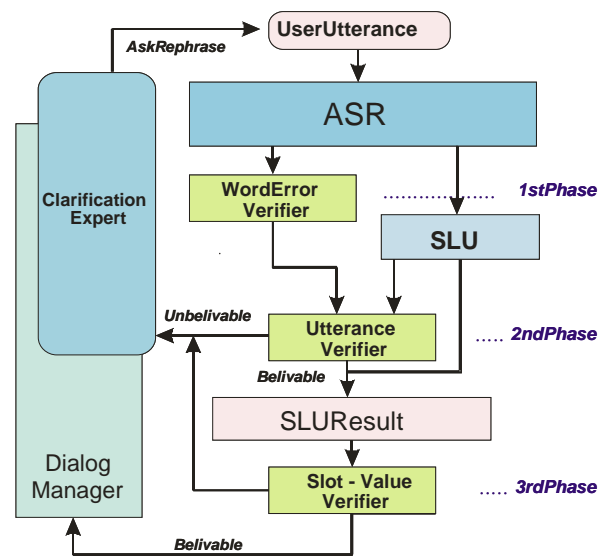 UserUtterance
AskRephrase
ASR
WordError
Verifier
1stPhase
Clarification
Expert
SLU
Unbelivable
Utterance
Verifier
2ndPhase
Belivable
SLUResult
Dialog
Manager
Slot - Value
Verifier
3rdPhase
Belivable